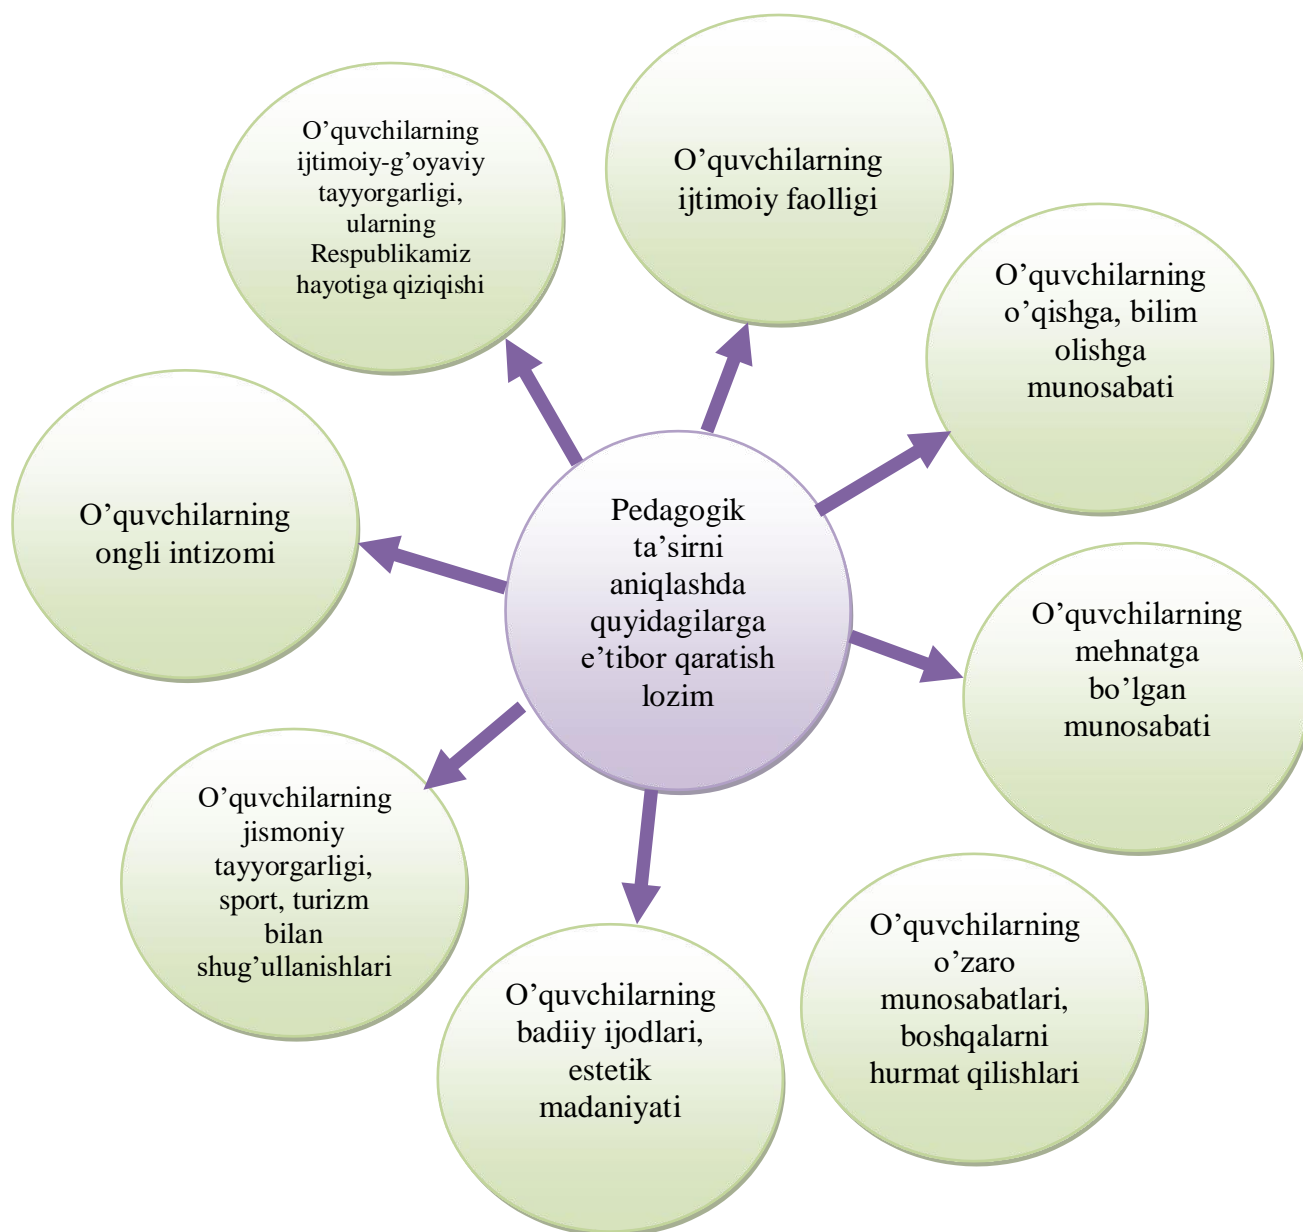 O’quvchilarning
ijtimoiy-g’oyaviy
tayyorgarligi,
ularning
Respublikamiz
hayotiga qiziqishi
O’quvchilarning
ijtimoiy faolligi
O’quvchilarning
o’qishga, bilim
olishga
munosabati
O’quvchilarning
ongli intizomi
Pedagogik
ta’sirni
aniqlashda
quyidagilarga
e’tibor qaratish
lozim
O’quvchilarning
mehnatga
bo’lgan
munosabati
O’quvchilarning
jismoniy
tayyorgarligi,
sport, turizm
bilan
shug’ullanishlari
O’quvchilarning
badiiy ijodlari,
estetik
madaniyati
O’quvchilarning
o’zaro
munosabatlari,
boshqalarni
hurmat qilishlari